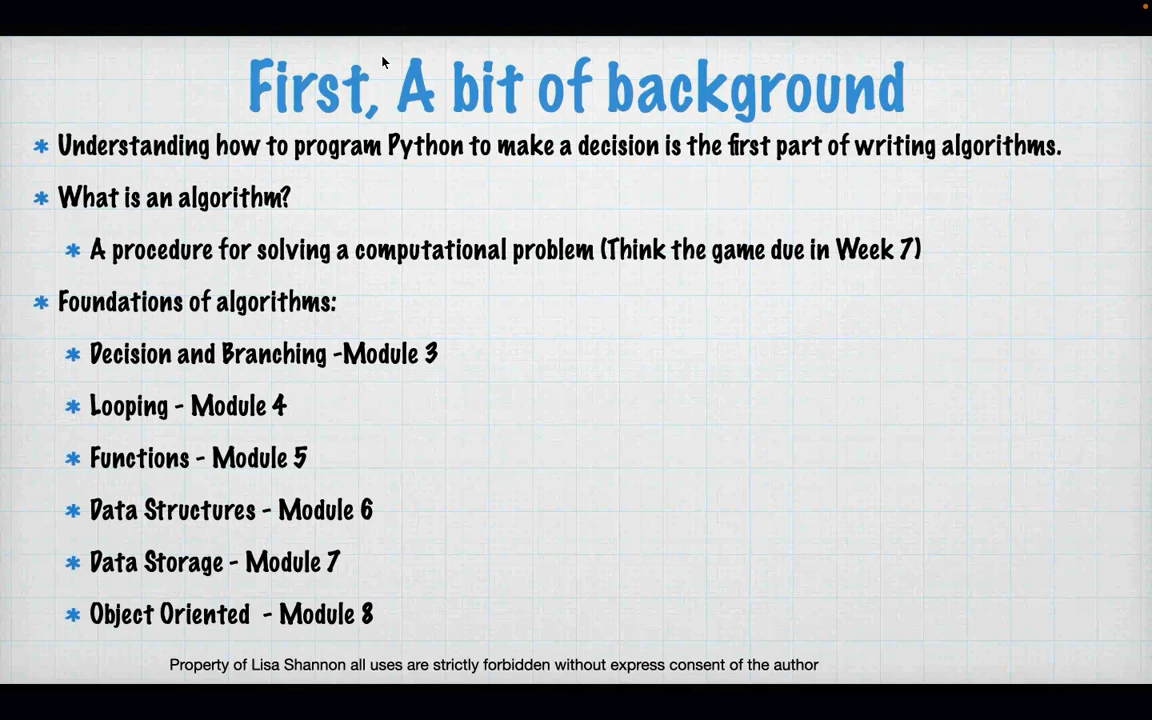 First, A bit of background
* Understanding how to program Python to make a decision is the first part of writing algorithms.
* What is an algorithm?
* A procedure for solving a computational problem (Think the game due in Week 7)
* Foundations of algorithms:
* Decision and Branching -Module 3
* Looping - Module 4
* Functions - Module 5
* Data Structures - Module 6
* Data Storage - Module 7
* Object Oriented  - Module 8
Property of Lisa Shannon all uses are strictly forbidden without express consent of the author